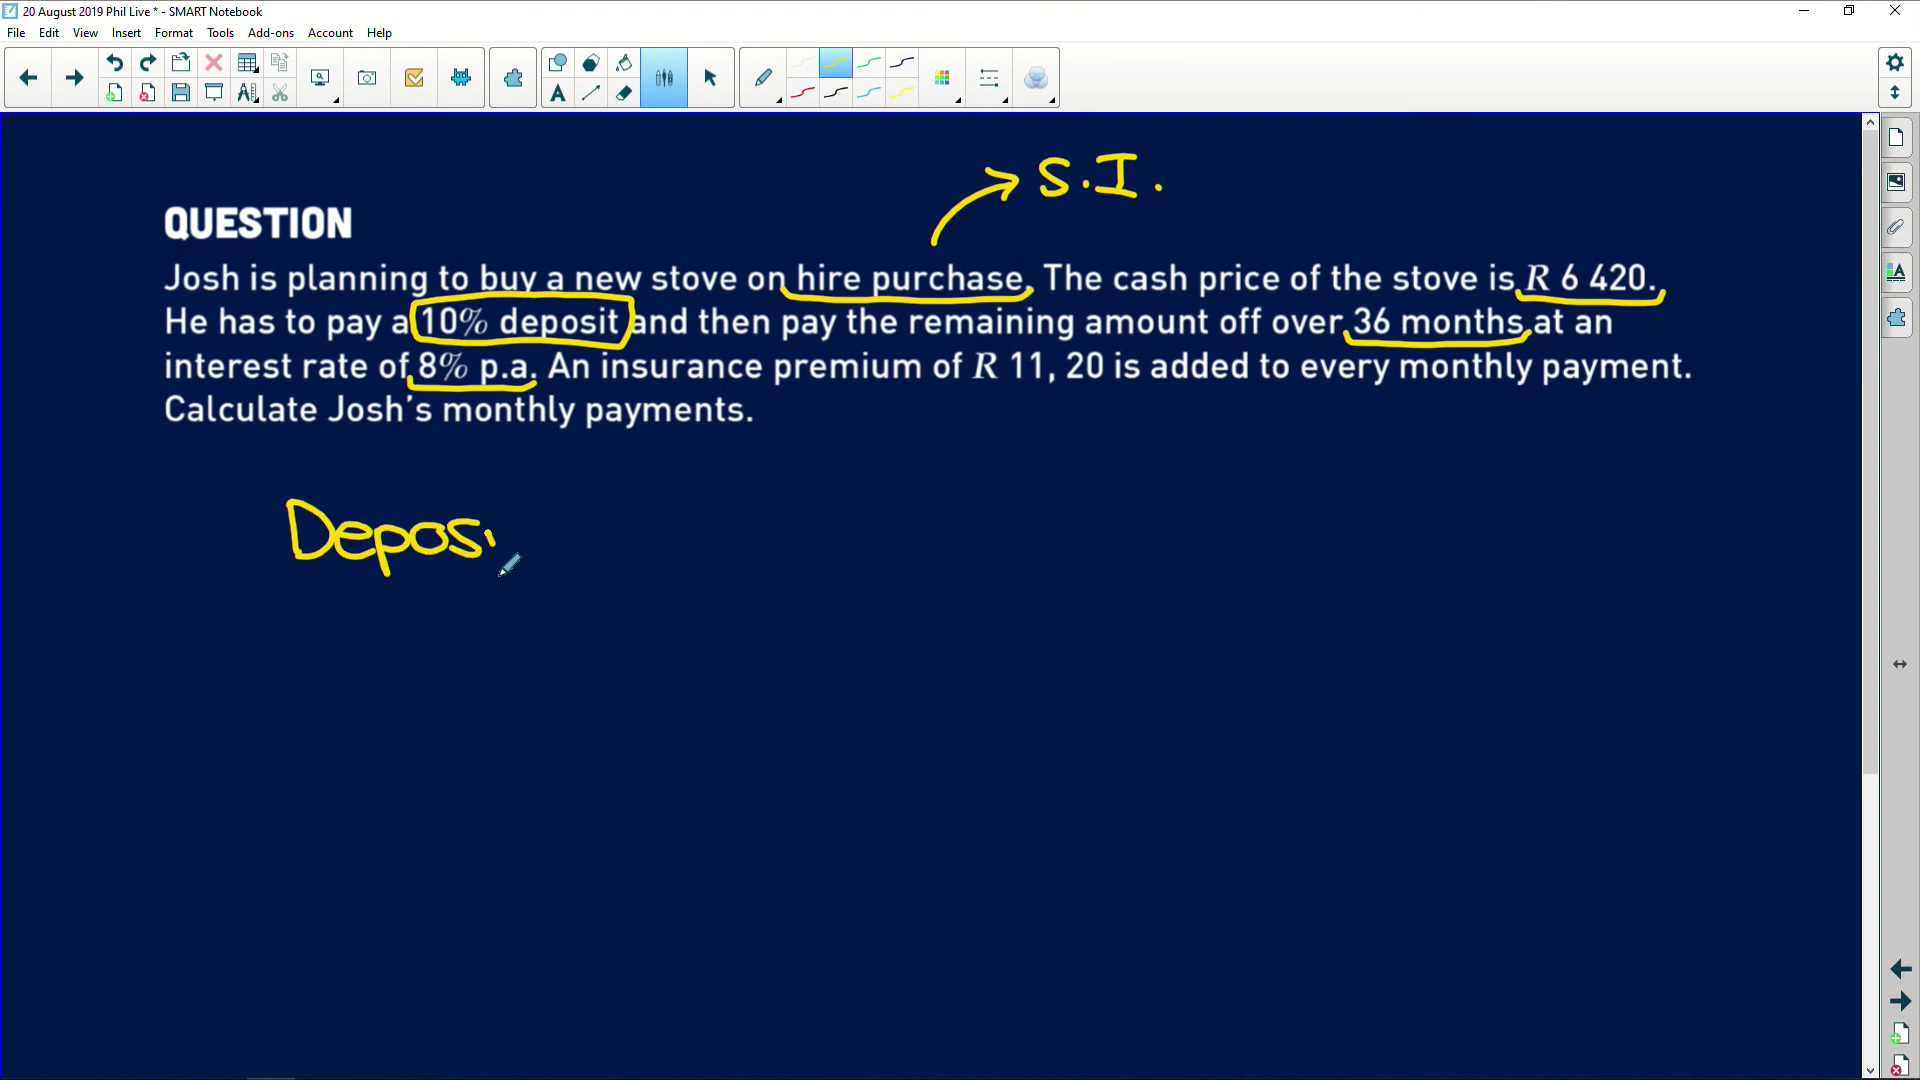 20 August 2019 Phil Live * - SMART Notebook
File Edit View Insert Format Tools Add-ons Account Help
S.I.
QUESTION
Josh is planning to buy a new stove on hire purchase. The cash price of the stove is R 6 420.
He has to pay a 10% deposit and then pay the remaining amount off over 36 months at an
interest rate of 8% p.a. An insurance premium of R 11, 20 is added to every monthly payment.
Calculate Josh's monthly payments.
Deposi